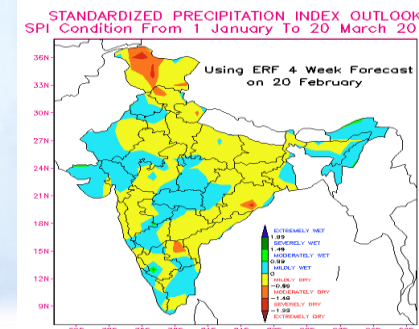 STANDARDIZED PRECIPITATION INDEX OUTLOOK
SPI Condition From 1 January To 20 March 20
Using ERF 4 Week Forecast
on 20 February
36N
33N
30N
27N
24N
21N
18N
15N
12N
9N
EXTREMELY WET
1.99
SEVERELY WET
1.49
MODERATELY WET
0.99
MILDLY WET
0
MILDLY DRY
-0.99
MODERATELY DRY
-1.49
SEVERELY DRY
-1.99
EXTREMELY DRY